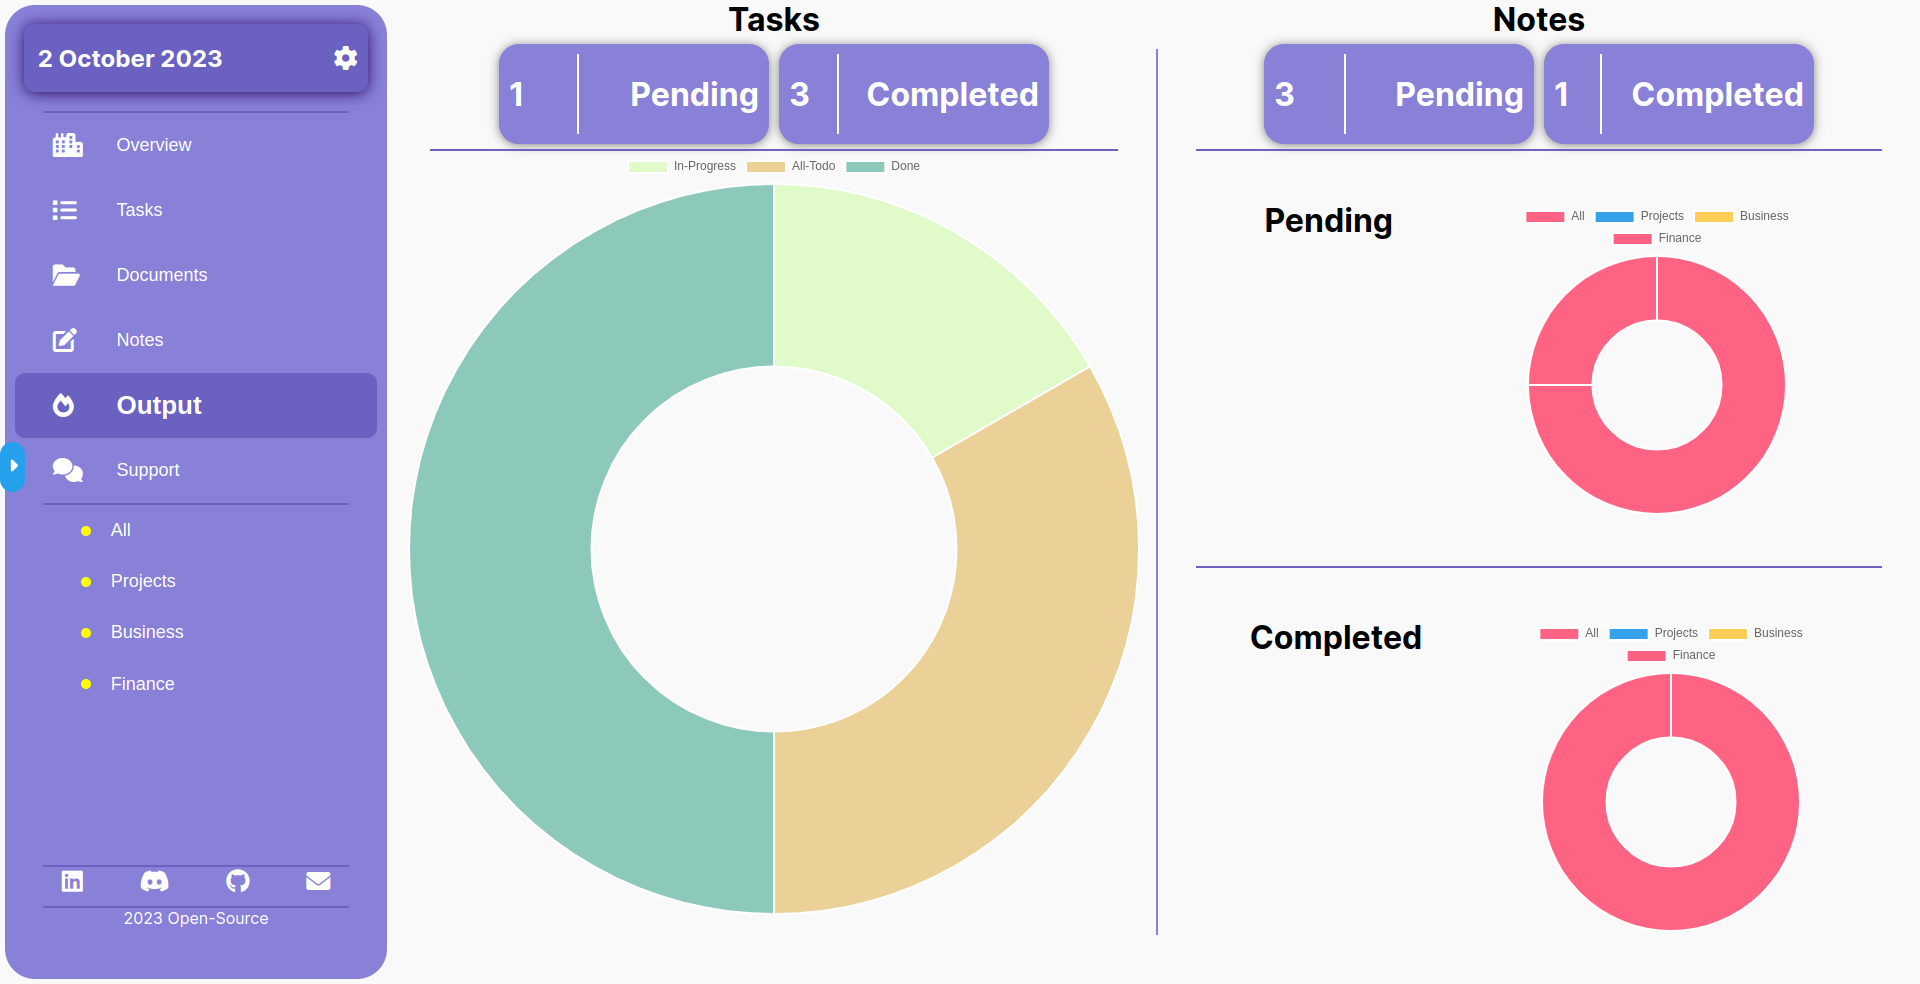 2 October 2023
Overview
Tasks
Documents
Notes
Output
Support
All
Projects
Business
Finance
2023 Open-Source
Tasks
1 Pending
3 Completed
In-Progress All-Todo Done
Notes
3 Pending
1 Completed
Pending
All Projects Business
Finance
Completed
All Projects Business
Finance